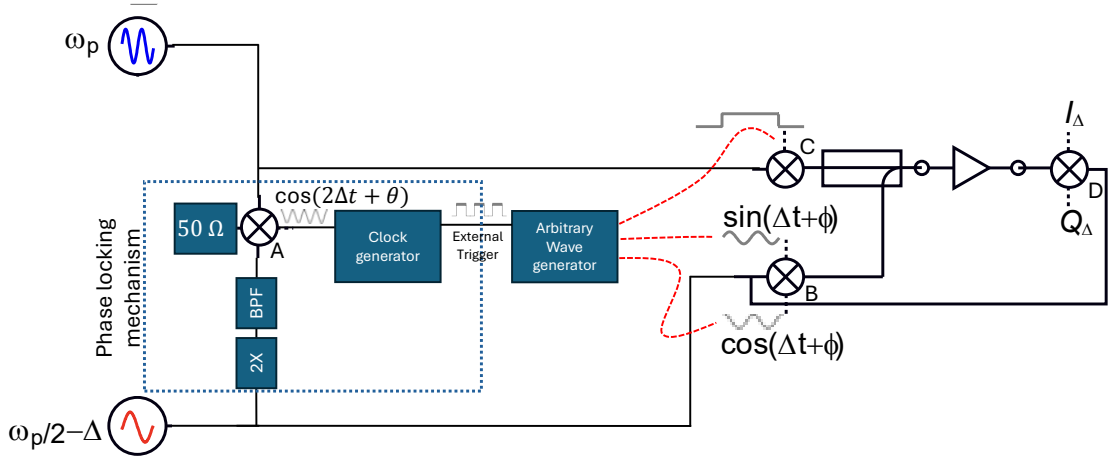 ωp
cos(2Δt + θ)
50 Ω
A
Clock
generator
External
Trigger
Arbitrary
Wave
generator
C
IΔ
D
QΔ
sin(Δt+ϕ)
B
cos(Δt+ϕ)
Phase locking
mechanism
BPF
2X
ωp/2−Δ